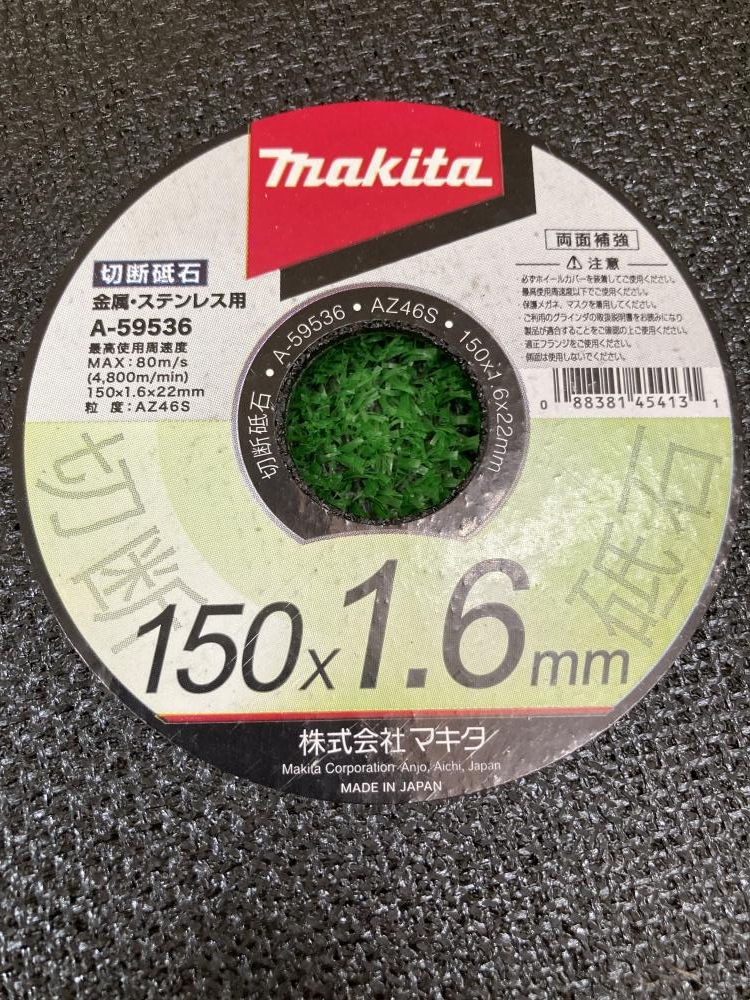 makita
切断砥石
金属・ステンレス用
A-59536
最高使用周速度
MAX：80m/s
(4,800m/min)
150×1.6×22mm
粒 度：AZ46S
両面補強
⚠ 注意
必ずホイールカバーを装着してご使用ください。
最高使用周速度以下でご使用ください。
保護メガネ、マスクを着用してください。
ご利用のグラインダの取扱説明書をお読みになり
製品が適合することをご確認の上ご使用ください。
適正フランジをご使用ください。
側面は使用しないでください。
0 88381 45413 1
切断砥石・A-59536・AZ46S・150×1.6×22mm
切断 砥石
150x1.6mm
株式会社マキタ
Makita Corporation Anjo, Aichi, Japan
MADE IN JAPAN